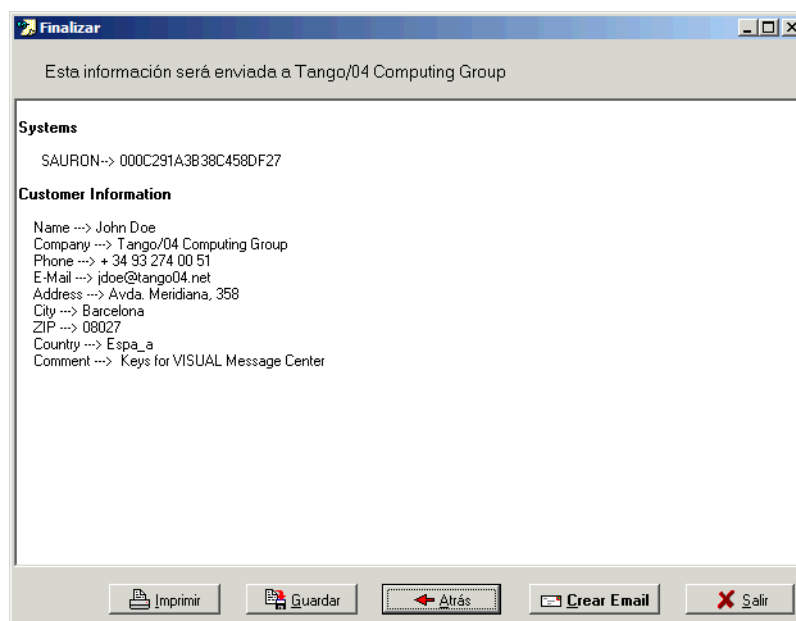 Finalizar
Esta información será enviada a Tango/04 Computing Group
Systems
SAURON--> 000C291A3B38C458DF27
Customer Information
Name ---> John Doe
Company ---> Tango/04 Computing Group
Phone ---> + 34 93 274 00 51
E-Mail ---> jdoe@tango04.net
Address ---> Avda. Meridiana, 358
City ---> Barcelona
ZIP ---> 08027
Country ---> Espa_a
Comment ---> Keys for VISUAL Message Center
Imprimir Guardar Atrás Crear Email Salir